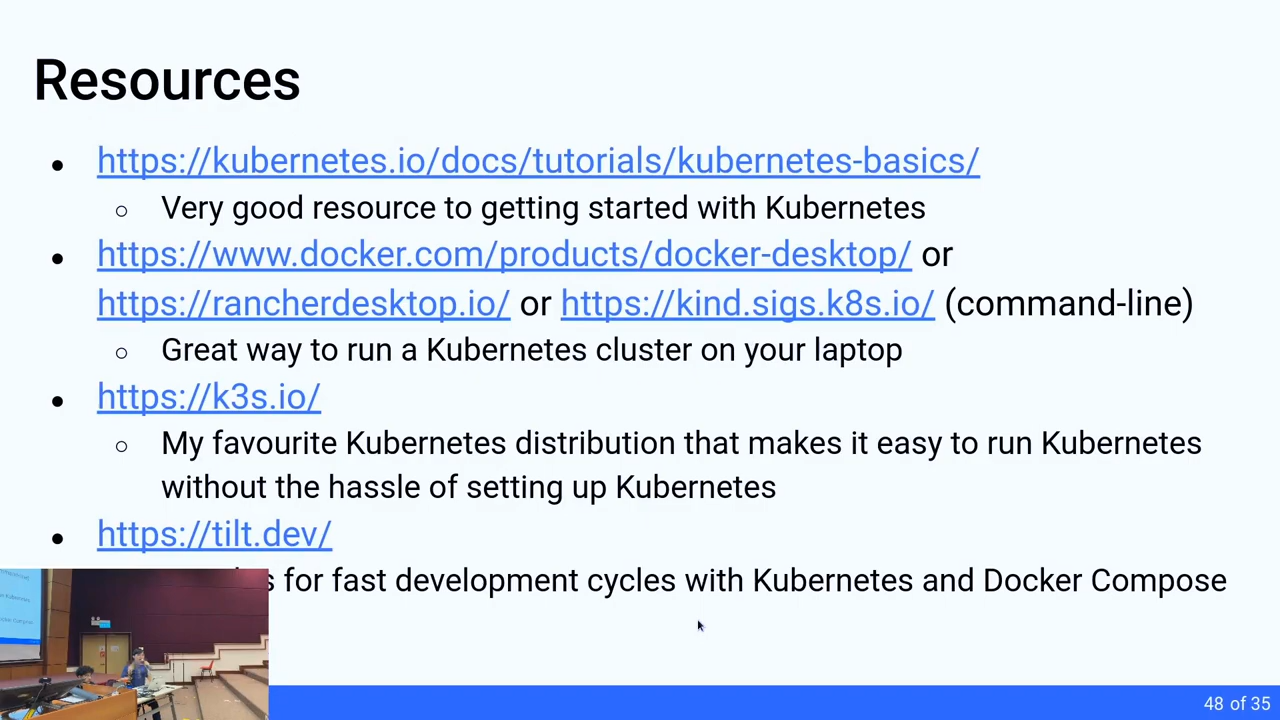 Resources
https://kubernetes.io/docs/tutorials/kubernetes-basics/
Very good resource to getting started with Kubernetes
https://www.docker.com/products/docker-desktop/ or
https://rancherdesktop.io/ or https://kind.sigs.k8s.io/ (command-line)
Great way to run a Kubernetes cluster on your laptop
https://k3s.io/
My favourite Kubernetes distribution that makes it easy to run Kubernetes
without the hassle of setting up Kubernetes
https://tilt.dev/
for fast development cycles with Kubernetes and Docker Compose
48 of 35